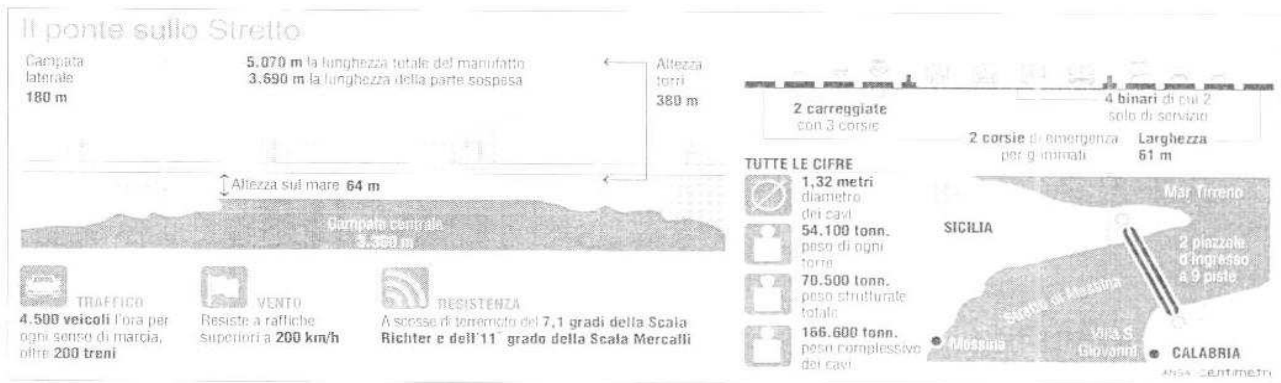 Il ponte sullo Stretto
Campata
laterale
180 m
5.070 m la lunghezza totale del manufatto
3.690 m la lunghezza della parte sospesa
Altezza
torri
380 m
Altezza sul mare 64 m
Campata centrale
3.360 m
TRAFFICO
4.500 veicoli l'ora per
ogni senso di marcia,
oltre 200 treni
VENTO
Resiste a raffiche
superiori a 200 km/h
RESISTENZA
A scosse di terremoto del 7,1 gradi della Scala
Richter e dell'11° grado della Scala Mercalli
2 carreggiate
con 3 corsie
4 binari di cui 2
solo di servizio
2 corsie di emergenza
per gommati
Larghezza
61 m
TUTTE LE CIFRE
1,32 metri
diametro
dei cavi
54.100 tonn.
peso di ogni
torre
70.500 tonn.
peso strutturale
totale
166.600 tonn.
peso complessivo
dei cavi
Mar Tirreno
SICILIA
2 piazzole
d'ingresso
a 9 piste
Stretto di Messina
Messina
Villa S.
Giovanni
CALABRIA
ANSA-CENTIMETRI